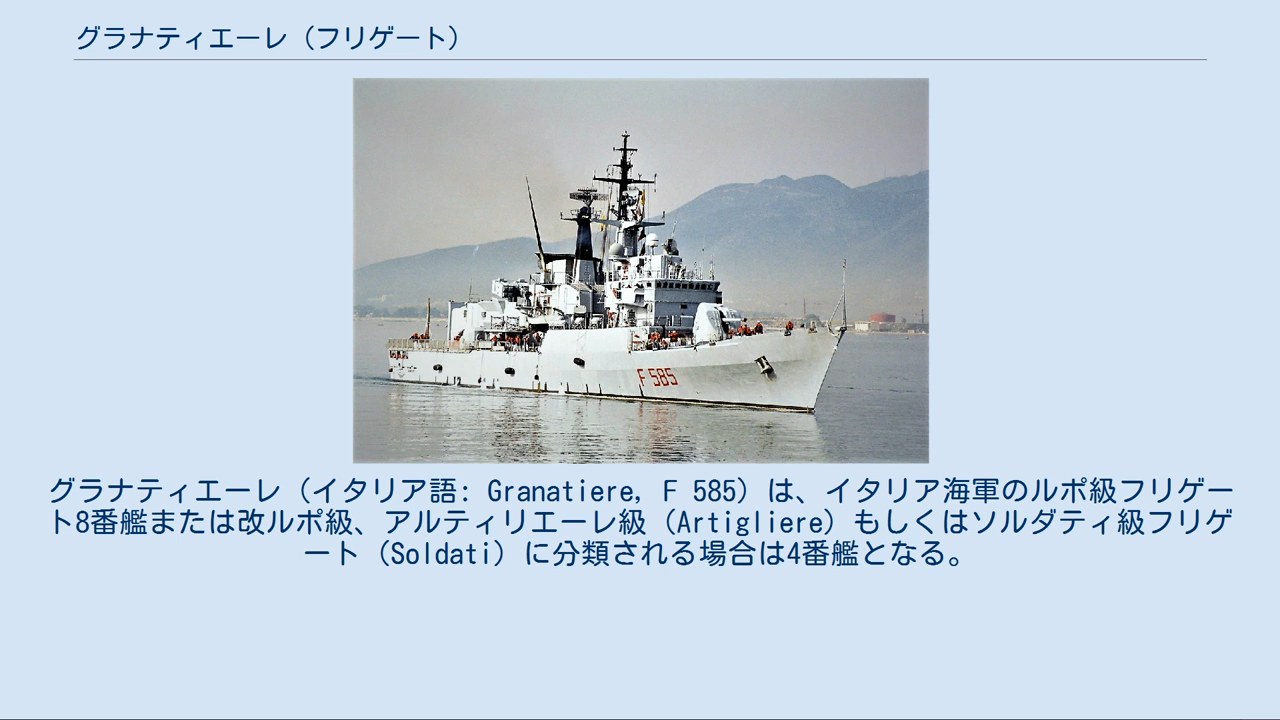 グラナティエーレ（フリゲート）
F 585
グラナティエーレ（イタリア語: Granatiere, F 585）は、イタリア海軍のルポ級フリゲー
ト8番艦または改ルポ級、アルティリエーレ級（Artigliere）もしくはソルダティ級フリゲ
ート（Soldati）に分類される場合は4番艦となる。